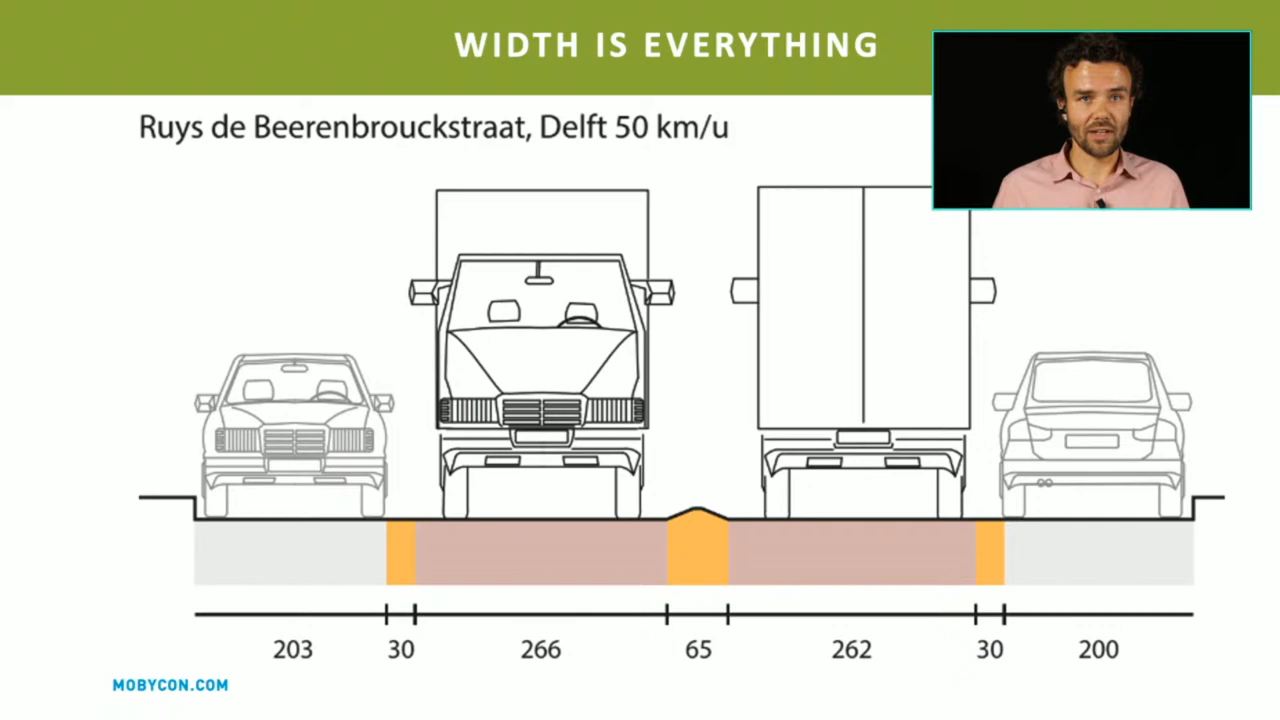 WIDTH IS EVERYTHING
Ruys de Beerenbrouckstraat, Delft 50 km/u
203 30 266 65 262 30 200
MOBYCON.COM